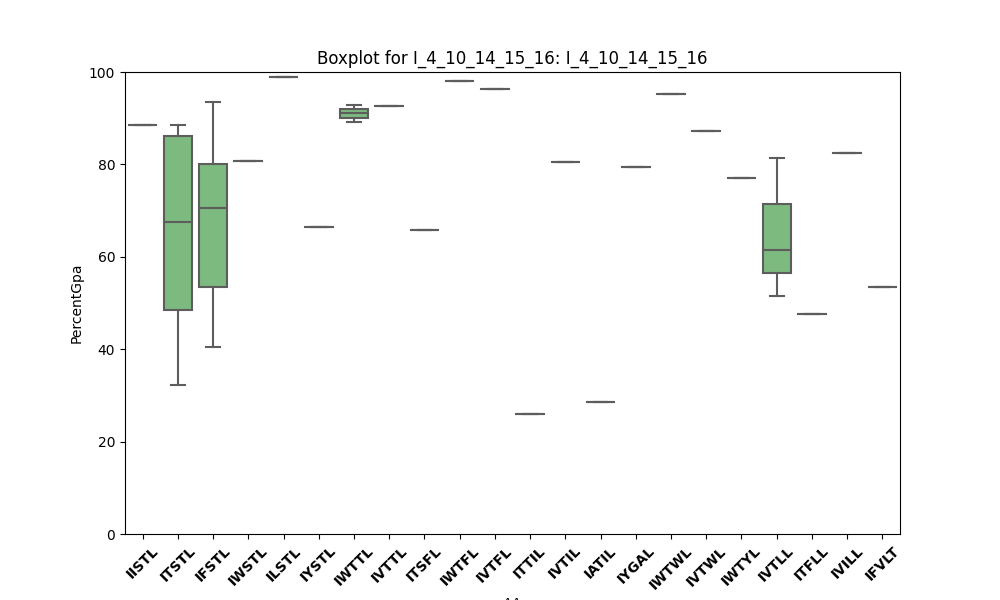 Boxplot for I_4_10_14_15_16: I_4_10_14_15_16
PercentGpa
100
80
60
40
20
0
IISTL
ITSTL
IFSTL
IWSTL
ILSTL
IYSTL
IWTTL
IVTTL
ITSFL
IWTFL
IVTFL
ITTIL
IVTIL
IATIL
IYGAL
IWTWL
IVTWL
IWTYL
IVTLL
ITFLL
IVILL
IFVLT